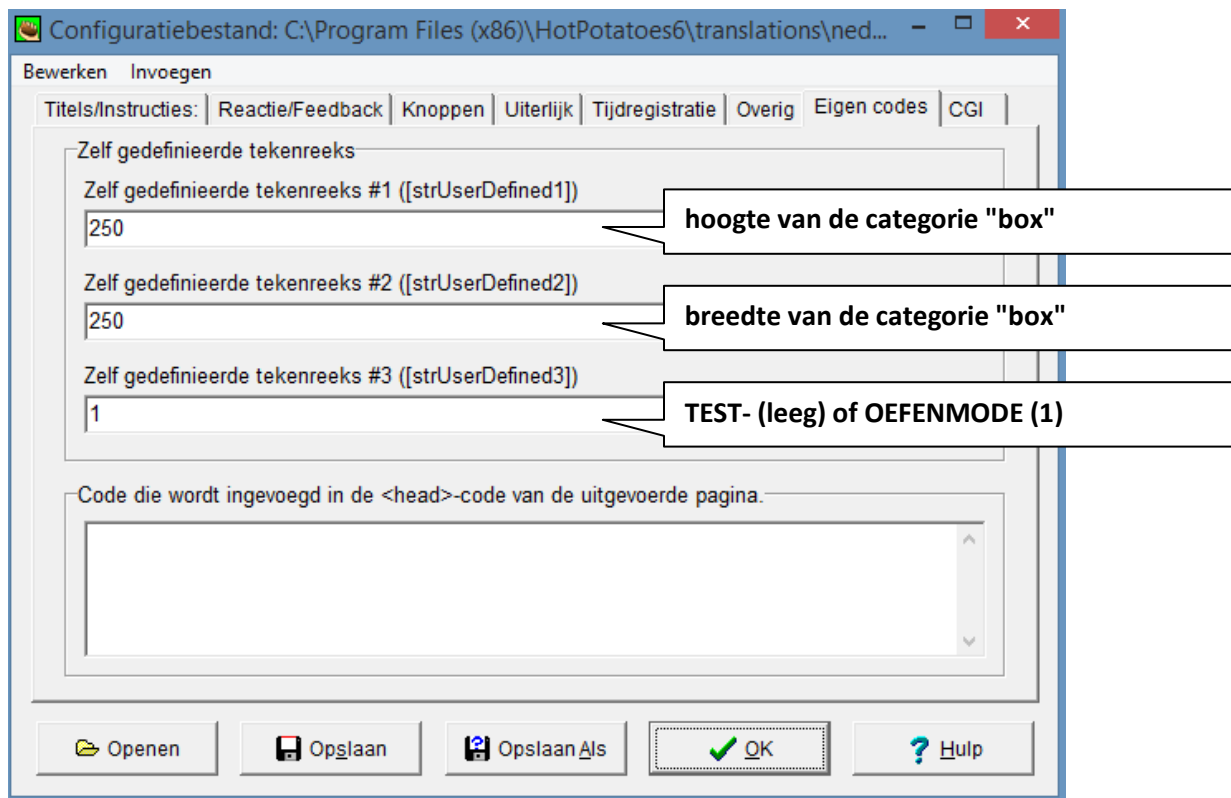 Configuratiebestand: C:\Program Files (x86)\HotPotatoes6\translations\ned...
Bewerken Invoegen
Titels/Instructies: Reactie/Feedback Knoppen Uiterlijk Tijdregistratie Overig Eigen codes CGI
Zelf gedefinieerde tekenreeks
Zelf gedefinieerde tekenreeks #1 ([strUserDefined1])
250
hoogte van de categorie "box"
Zelf gedefinieerde tekenreeks #2 ([strUserDefined2])
250
breedte van de categorie "box"
Zelf gedefinieerde tekenreeks #3 ([strUserDefined3])
1
TEST- (leeg) of OEFENMODE (1)
Code die wordt ingevoegd in de <head>-code van de uitgevoerde pagina.
Openen Opslaan Opslaan Als OK Hulp